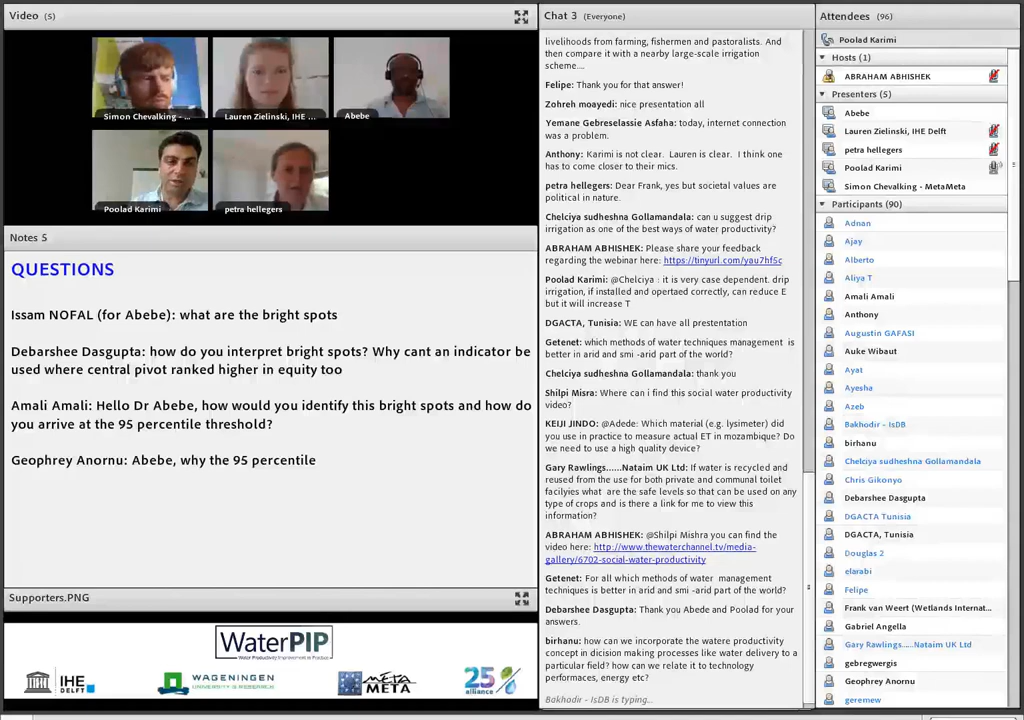 Video (5)
Simon Chevalking - ...
Lauren Zielinski, IHE ...
Abebe
Poolad Karimi
petra hellegers
Notes 5
QUESTIONS
Issam NOFAL (for Abebe): what are the bright spots
Debarshee Dasgupta: how do you interpret bright spots? Why cant an indicator be
used where central pivot ranked higher in equity too
Amali Amali: Hello Dr Abebe, how would you identify this bright spots and how do
you arrive at the 95 percentile threshold?
Geophrey Anornu: Abebe, why the 95 percentile
Supporters.PNG
WaterPIP
Water Productivity Improvement in Practice
IHE
DELFT
WAGENINGEN
UNIVERSITY & RESEARCH
META
META
25
alliance
Chat 3 (Everyone)
livelihoods from farming, fishermen and pastoralists. And
then compare it with a nearby large-scale irrigation
scheme....
Felipe: Thank you for that answer!
Zohreh moayedi: nice presentation all
Yemane Gebreselassie Asfaha: today, internet connection
was a problem.
Anthony: Karimi is not clear. Lauren is clear. I think one
has to come closer to their mics.
petra hellegers: Dear Frank, yes but societal values are
political in nature.
Chelciya sudheshna Gollamandala: can u suggest drip
irrigation as one of the best ways of water productivity?
ABRAHAM ABHISHEK: Please share your feedback
regarding the webinar here: https://tinyurl.com/yau7hf5c
Poolad Karimi: @Chelciya : it is very case dependent. drip
irrigation, if installed and opertaed correctly, can reduce E
but it will increase T
DGACTA, Tunisia: WE can have all prestentation
Getenet: which methods of water techniques management is
better in arid and smi -arid part of the world?
Chelciya sudheshna Gollamandala: thank you
Shilpi Misra: Where can i find this social water productivity
video?
KEIJI JINDO: @Adede: Which material (e.g. lysimeter) did
you use in practice to measure actual ET in mozambique? Do
we need to use a high quality device?
Gary Rawlings......Nataim UK Ltd: If water is recycled and
reused from the use for both private and communal toilet
facilyies what are the safe levels so that can be used on any
type of crops and is there a link for me to view this
information?
ABRAHAM ABHISHEK: @Shilpi Mishra you can find the
video here: http://www.thewaterchannel.tv/media-
gallery/6702-social-water-productivity
Getenet: For all which methods of water management
techniques is better in arid and smi -arid part of the world?
Debarshee Dasgupta: Thank you Abede and Poolad for your
answers.
birhanu: how can we incorporate the watere productivity
concept in dicision making processes like water delivery to a
particular field? how can we relate it to technology
performaces, energy etc?
Bakhodir - IsDB is typing...
Attendees (96)
Poolad Karimi
Hosts (1)
ABRAHAM ABHISHEK
Presenters (5)
Abebe
Lauren Zielinski, IHE Delft
petra hellegers
Poolad Karimi
Simon Chevalking - MetaMeta
Participants (90)
Adnan
Ajay
Alberto
Aliya T
Amali Amali
Anthony
Augustin GAFASI
Auke Wibaut
Ayat
Ayesha
Azeb
Bakhodir - IsDB
birhanu
Chelciya sudheshna Gollamandala
Chris Gikonyo
Debarshee Dasgupta
DGACTA Tunisia
DGACTA, Tunisia
Douglas 2
elarabi
Felipe
Frank van Weert (Wetlands Internat...
Gabriel Angella
Gary Rawlings......Nataim UK Ltd
gebregwergis
Geophrey Anornu
geremew